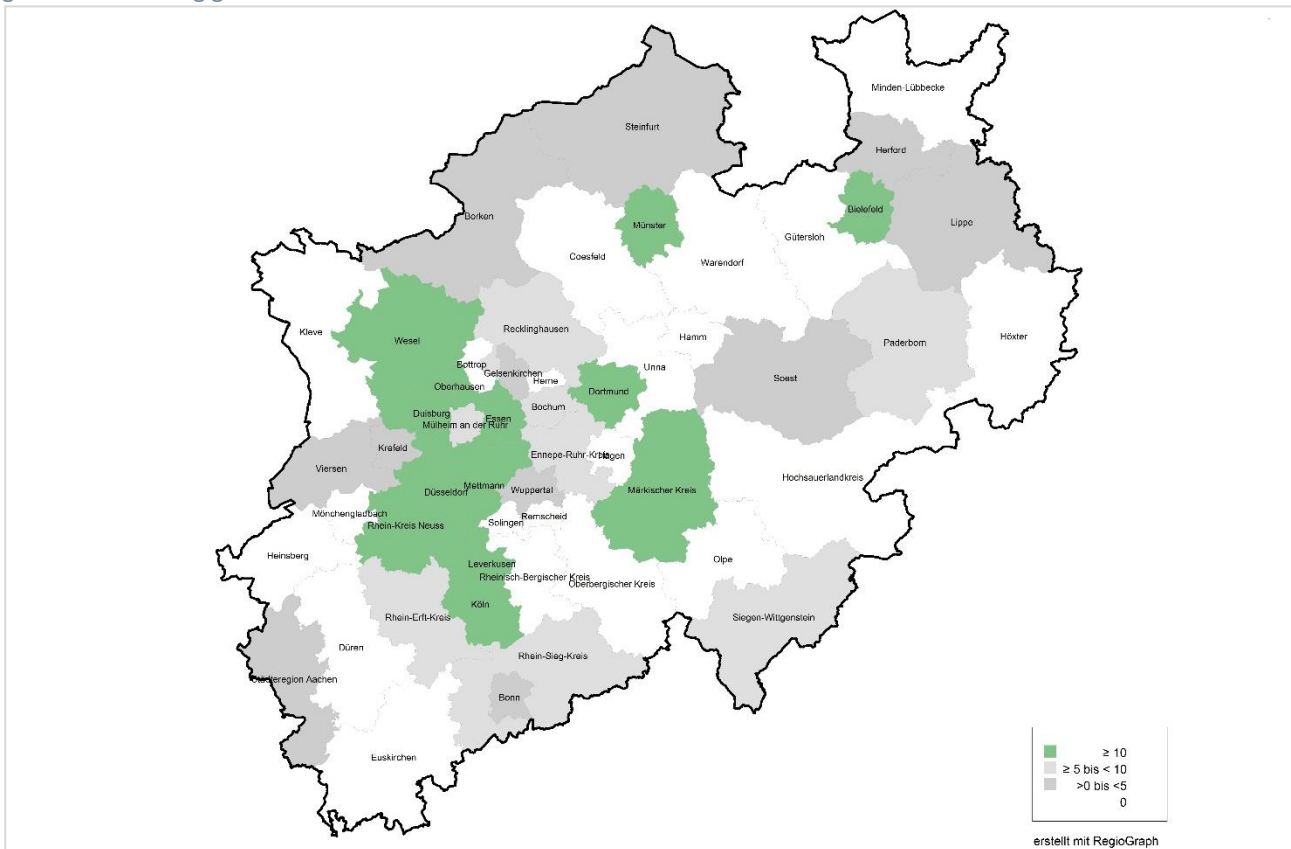 Minden-Lübbecke
Steinfurt
Herford
Borken
Bielefeld
Lippe
Münster
Gütersloh
Coesfeld
Warendorf
Kleve
Recklinghausen
Hamm
Paderborn
Höxter
Wesel
Unna
Bottrop
Gelsenkirchen
Herne
Soest
Oberhausen
Dortmund
Bochum
Duisburg
Essen
Mülheim an der Ruhr
Krefeld
Ennepe-Ruhr-Kreis
Hagen
Viersen
Hochsauerlandkreis
Mettmann
Wuppertal
Düsseldorf
Märkischer Kreis
Mönchengladbach
Remscheid
Rhein-Kreis Neuss
Solingen
Heinsberg
Olpe
Leverkusen
Rheinisch-Bergischer Kreis
Oberbergischer Kreis
Köln
Rhein-Erft-Kreis
Siegen-Wittgenstein
Düren
Rhein-Sieg-Kreis
Städteregion Aachen
Bonn
Euskirchen
≥ 10
≥ 5 bis < 10
>0 bis <5
0
erstellt mit RegioGraph